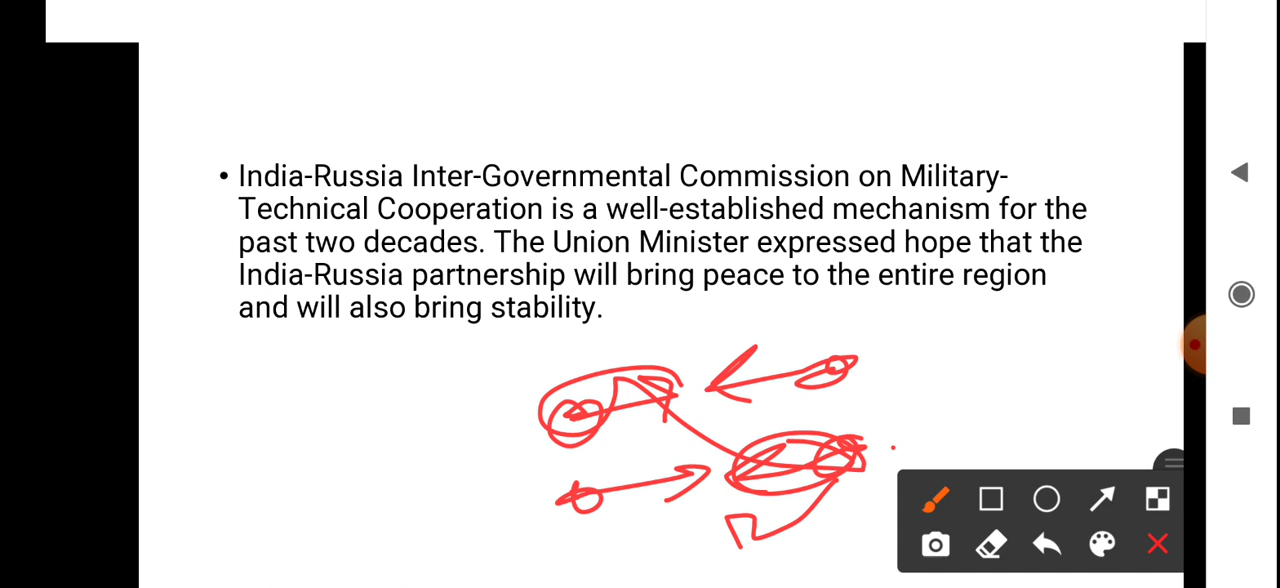 • India-Russia Inter-Governmental Commission on Military-
Technical Cooperation is a well-established mechanism for the
past two decades. The Union Minister expressed hope that the
India-Russia partnership will bring peace to the entire region
and will also bring stability.